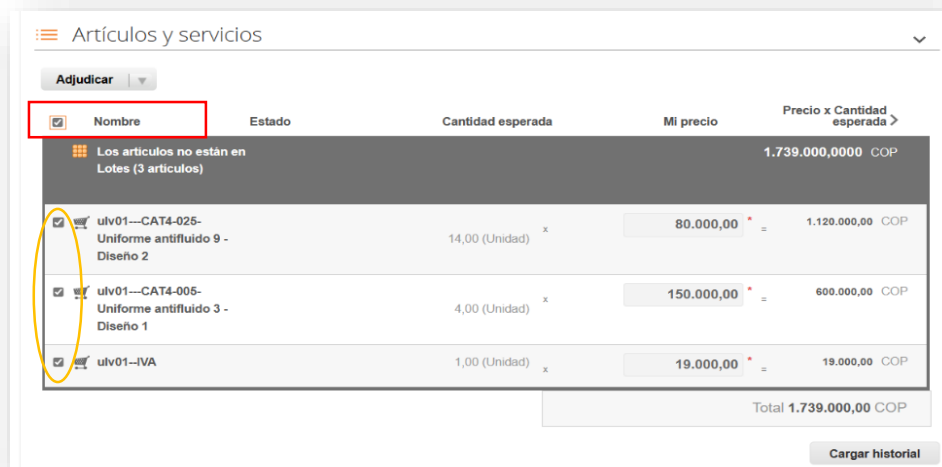 Artículos y servicios
Adjudicar
Nombre Estado Cantidad esperada Mi precio Precio x Cantidad
esperada >
Los artículos no están en 1.739.000,0000 COP
Lotes (3 artículos)
ulv01---CAT4-025-
Uniforme antifluido 9 - 14,00 (Unidad) x 80.000,00 * = 1.120.000,00 COP
Diseño 2
ulv01---CAT4-005-
Uniforme antifluido 3 - 4,00 (Unidad) x 150.000,00 * = 600.000,00 COP
Diseño 1
ulv01--IVA 1,00 (Unidad) x 19.000,00 * = 19.000,00 COP
Total 1.739.000,00 COP
Cargar historial